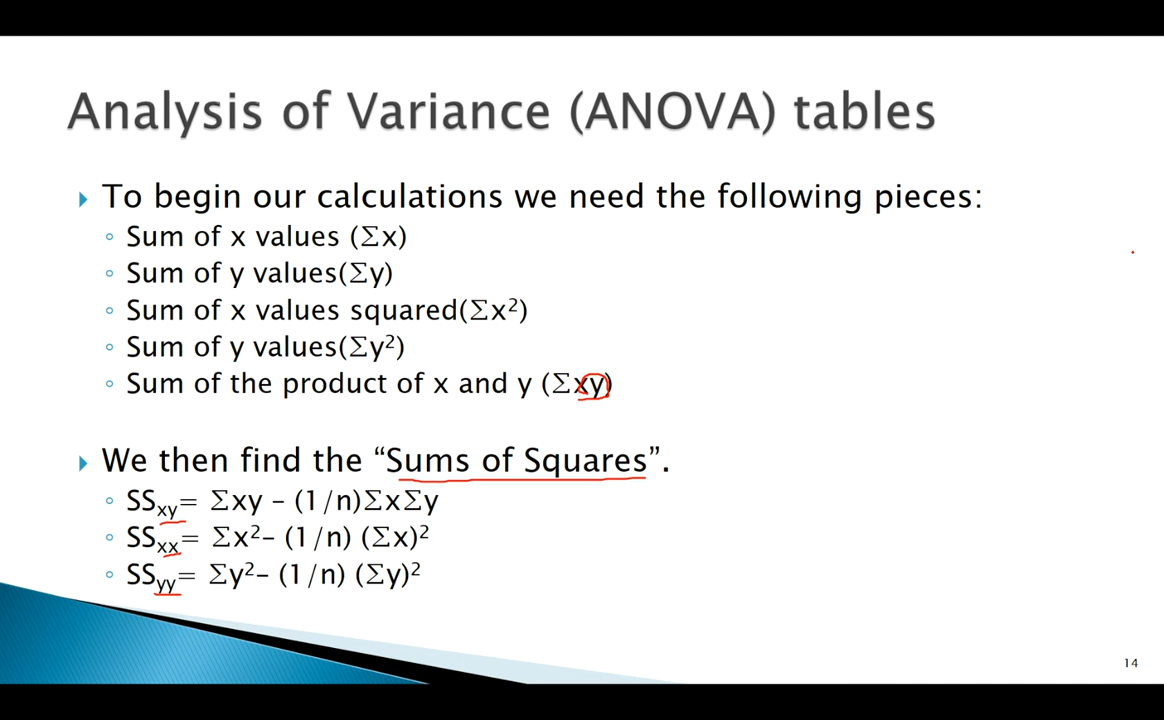 Analysis of Variance (ANOVA) tables
To begin our calculations we need the following pieces:
Sum of x values (Σx)
Sum of y values(Σy)
Sum of x values squared(Σx²)
Sum of y values(Σy²)
Sum of the product of x and y (Σxy)
We then find the “Sums of Squares”.
SSxy= Σxy – (1/n)ΣxΣy
SSxx= Σx²– (1/n) (Σx)²
SSyy= Σy²– (1/n) (Σy)²
14